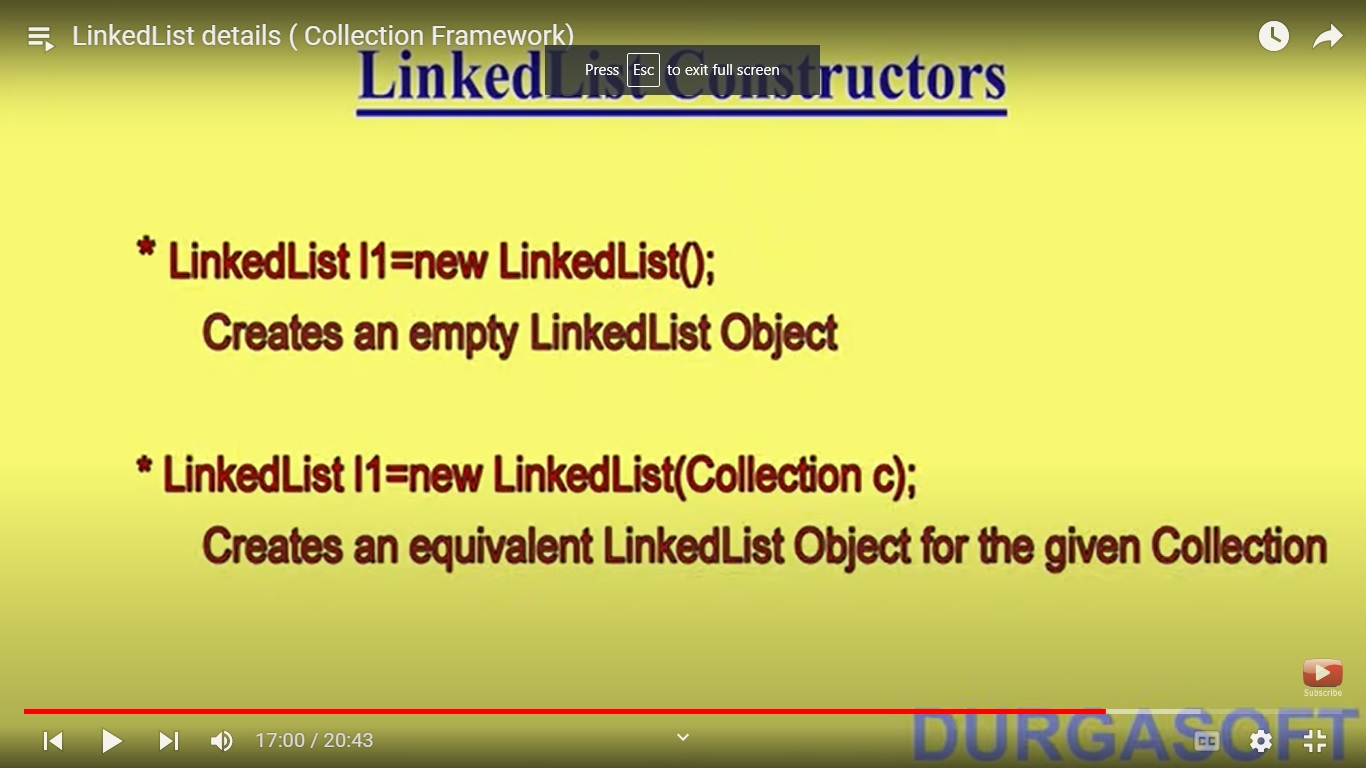 LinkedList details ( Collection Framework)
Press Esc to exit full screen
LinkedList Constructors
* LinkedList l1=new LinkedList();
Creates an empty LinkedList Object
* LinkedList l1=new LinkedList(Collection c);
Creates an equivalent LinkedList Object for the given Collection
Subscribe
DURGASOFT
17:00 / 20:43
CC